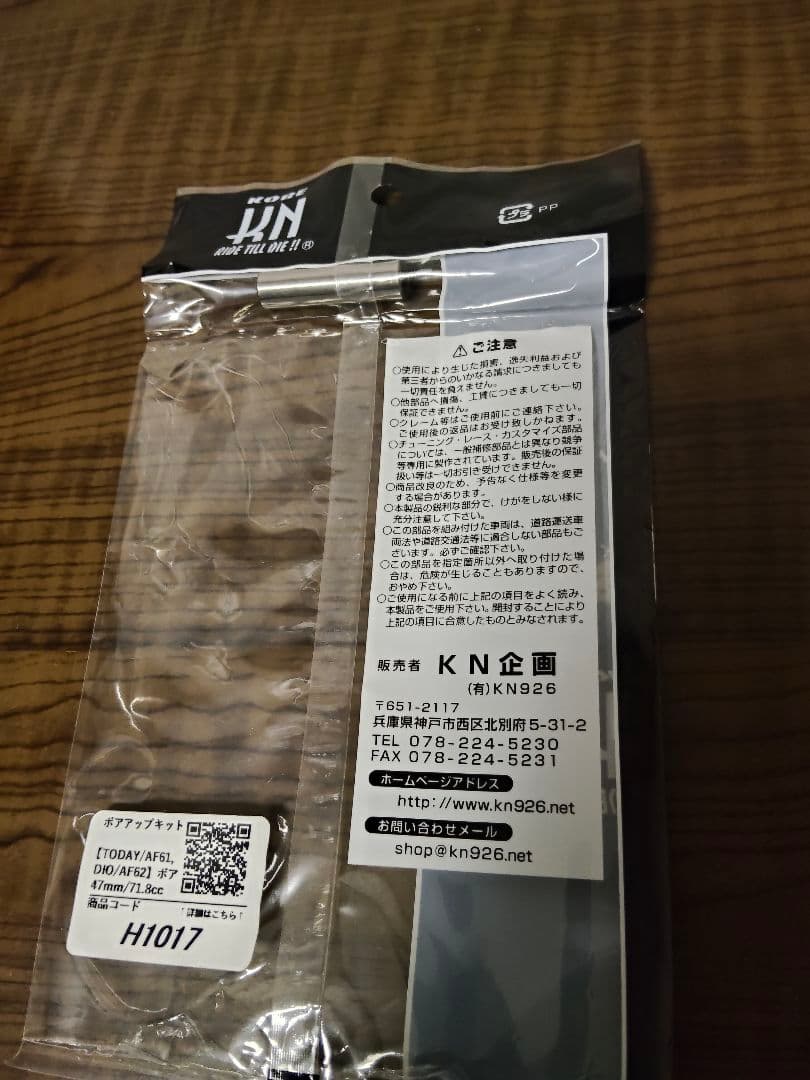 KOBE
KN
RIDE TILL DIE !!®
プラ PP
ご注意
○使用により生じた損害、逸失利益および
第三者からのいかなる請求につきましても
一切責任を負えません。
○他部品へ損傷、工賃につきましても一切
保証できません。
○クレーム等はご使用前にご連絡下さい。
ご使用後の返品はお受け致しかねます。
○チューニング・レース・カスタマイズ部品
については、一般補修部品とは異なり競争
等専用に製作されています。販売後の保証
扱い等は一切お引き受けできません。
○商品改良のため、予告なく仕様等を変更
する場合があります。
○本製品の鋭利な部分で、けがをしない様に
充分注意して下さい。
○この部品を組み付けた車両は、道路運送車
両法や道路交通法等に適合しない部品もご
ざいます。必ずご確認下さい。
○この部品を指定箇所以外へ取り付けた場
合は、危険が生じることもありますので、
おやめ下さい。
○ご使用になる前に上記の項目をよく読み、
本製品をご使用下さい。開封することにより
上記の項目に合意したものとみなされます。
販売者 KN企画
(有)KN926
〒651-2117
兵庫県神戸市西区北別府5-31-2
TEL 078-224-5230
FAX 078-224-5231
ホームページアドレス
http://www.kn926.net
お問い合わせメール
shop@kn926.net
ボアアップキット
【TODAY/AF61,
DIO/AF62】ボア
47mm/71.8cc
商品コード
！詳細はこちら！
H1017